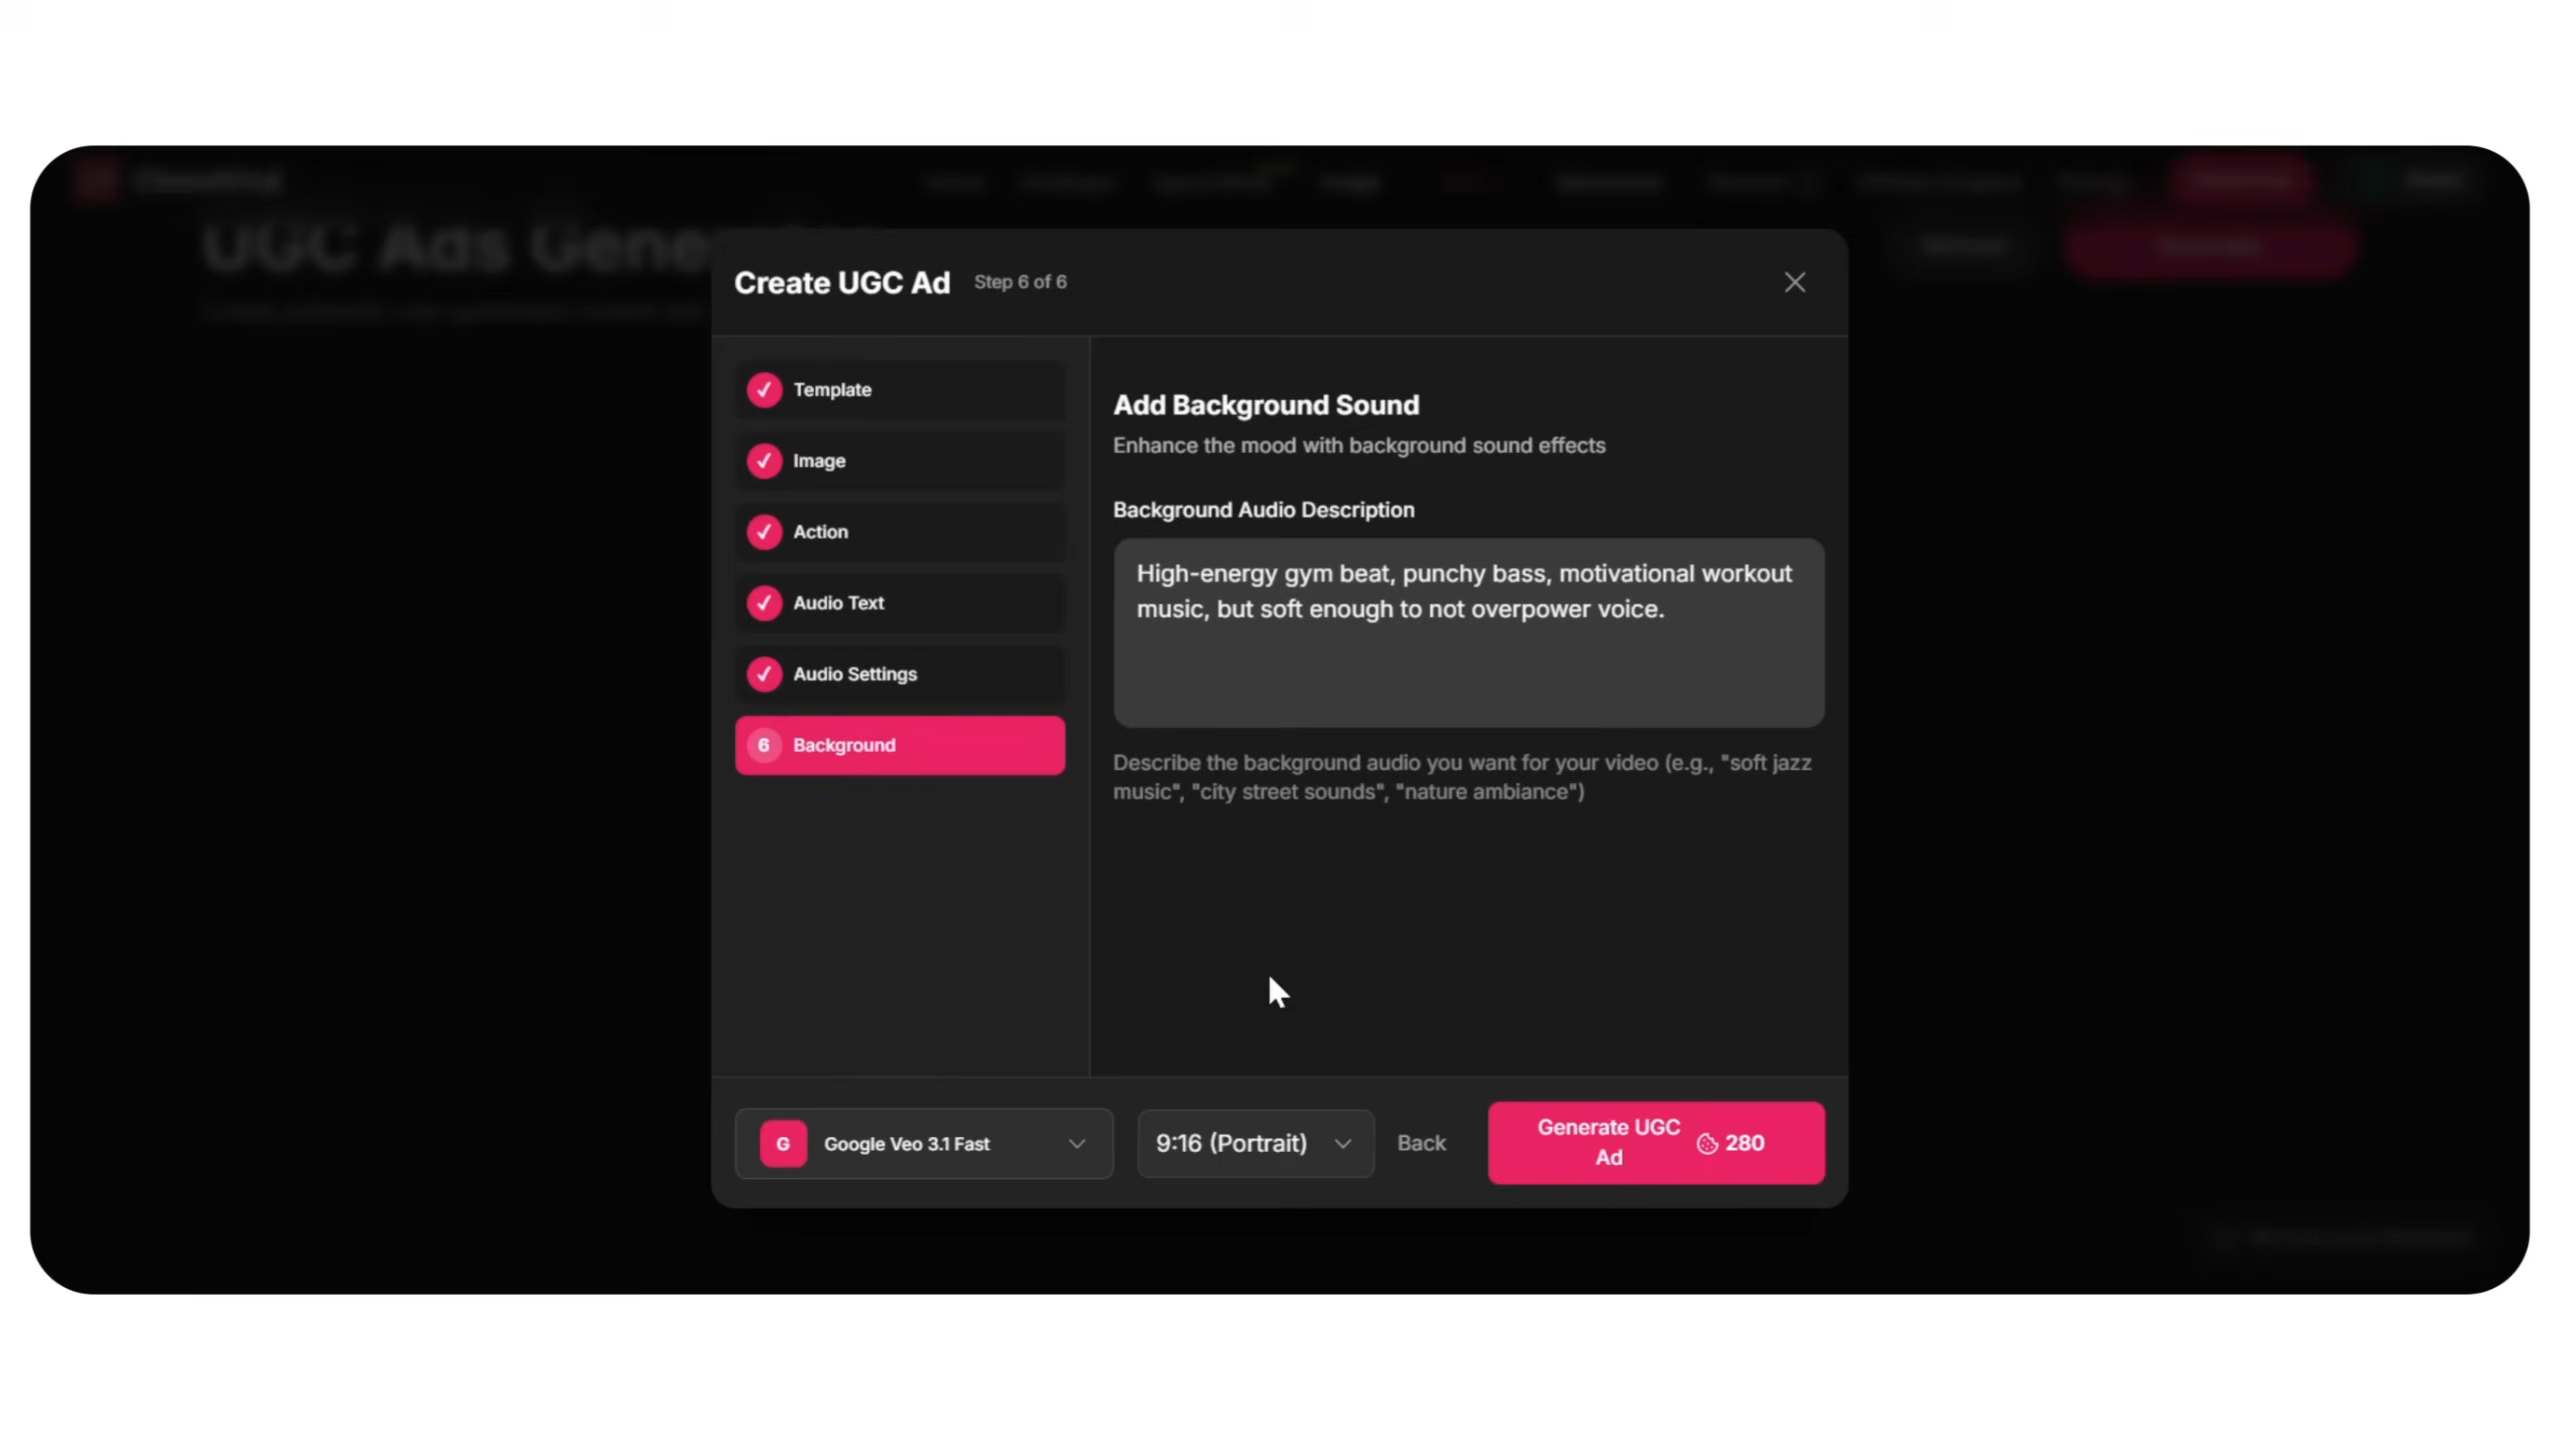 UGC Ads Gene
Create UGC Ad
Step 6 of 6
Template
Image
Action
Audio Text
Audio Settings
6 Background
Add Background Sound
Enhance the mood with background sound effects
Background Audio Description
High-energy gym beat, punchy bass, motivational workout
music, but soft enough to not overpower voice.
Describe the background audio you want for your video (e.g., "soft jazz
music", "city street sounds", "nature ambiance")
G Google Veo 3.1 Fast
9:16 (Portrait)
Back
Generate UGC
Ad
280